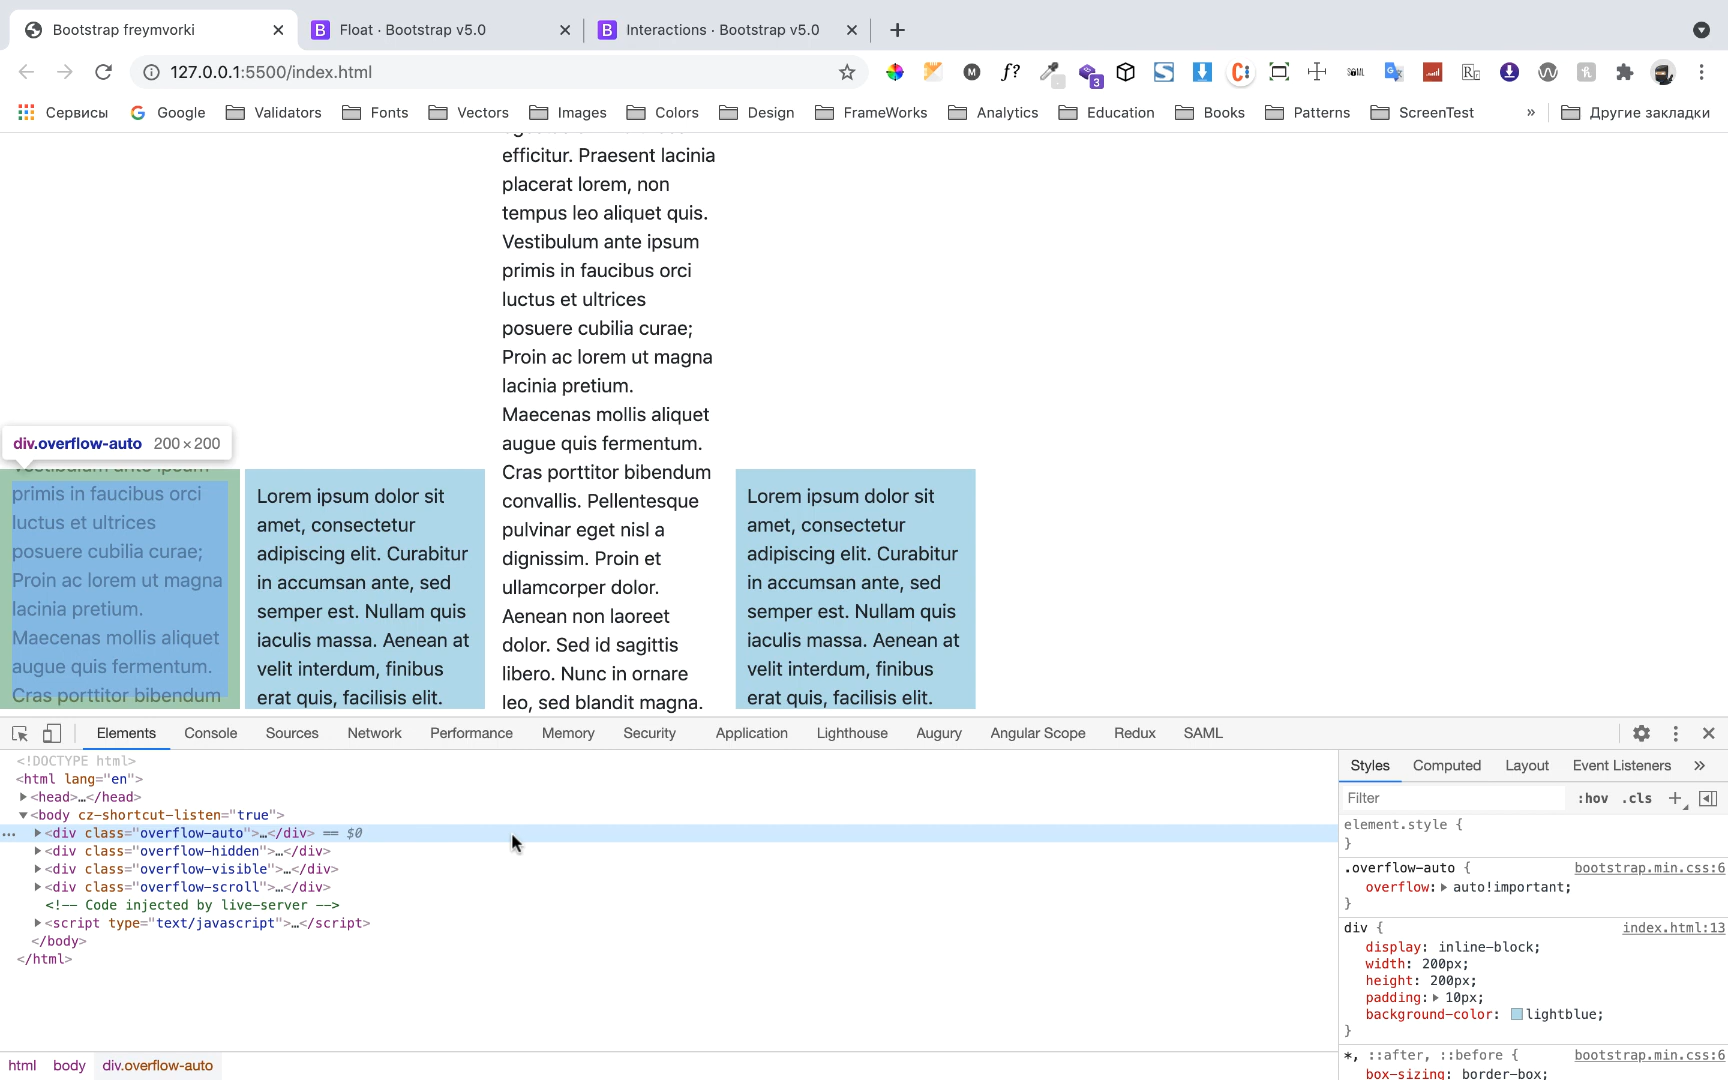 Bootstrap freymvorki
Float · Bootstrap v5.0
Interactions · Bootstrap v5.0
127.0.0.1:5500/index.html
Сервисы
Google
Validators
Fonts
Vectors
Images
Colors
Design
FrameWorks
Analytics
Education
Books
Patterns
ScreenTest
»
Другие закладки
efficitur. Praesent lacinia
placerat lorem, non
tempus leo aliquet quis.
Vestibulum ante ipsum
primis in faucibus orci
luctus et ultrices
posuere cubilia curae;
Proin ac lorem ut magna
lacinia pretium.
Maecenas mollis aliquet
augue quis fermentum.
Cras porttitor bibendum
convallis. Pellentesque
pulvinar eget nisl a
dignissim. Proin et
ullamcorper dolor.
Aenean non laoreet
dolor. Sed id sagittis
libero. Nunc in ornare
leo, sed blandit magna.
div.overflow-auto 200×200
Vestibulum ante ipsum
primis in faucibus orci
luctus et ultrices
posuere cubilia curae;
Proin ac lorem ut magna
lacinia pretium.
Maecenas mollis aliquet
augue quis fermentum.
Cras porttitor bibendum
Lorem ipsum dolor sit
amet, consectetur
adipiscing elit. Curabitur
in accumsan ante, sed
semper est. Nullam quis
iaculis massa. Aenean at
velit interdum, finibus
erat quis, facilisis elit.
Lorem ipsum dolor sit
amet, consectetur
adipiscing elit. Curabitur
in accumsan ante, sed
semper est. Nullam quis
iaculis massa. Aenean at
velit interdum, finibus
erat quis, facilisis elit.
Elements
Console
Sources
Network
Performance
Memory
Security
Application
Lighthouse
Augury
Angular Scope
Redux
SAML
<!DOCTYPE html>
<html lang="en">
<head>…</head>
<body cz-shortcut-listen="true">
<div class="overflow-auto">…</div> == $0
<div class="overflow-hidden">…</div>
<div class="overflow-visible">…</div>
<div class="overflow-scroll">…</div>
<!-- Code injected by live-server -->
<script type="text/javascript">…</script>
</body>
</html>
html
body
div.overflow-auto
Styles
Computed
Layout
Event Listeners
»
Filter
:hov
.cls
element.style {
}
.overflow-auto { bootstrap.min.css:6
overflow: auto!important;
}
div { index.html:13
display: inline-block;
width: 200px;
height: 200px;
padding: 10px;
background-color: lightblue;
}
*, ::after, ::before { bootstrap.min.css:6
box-sizing: border-box;